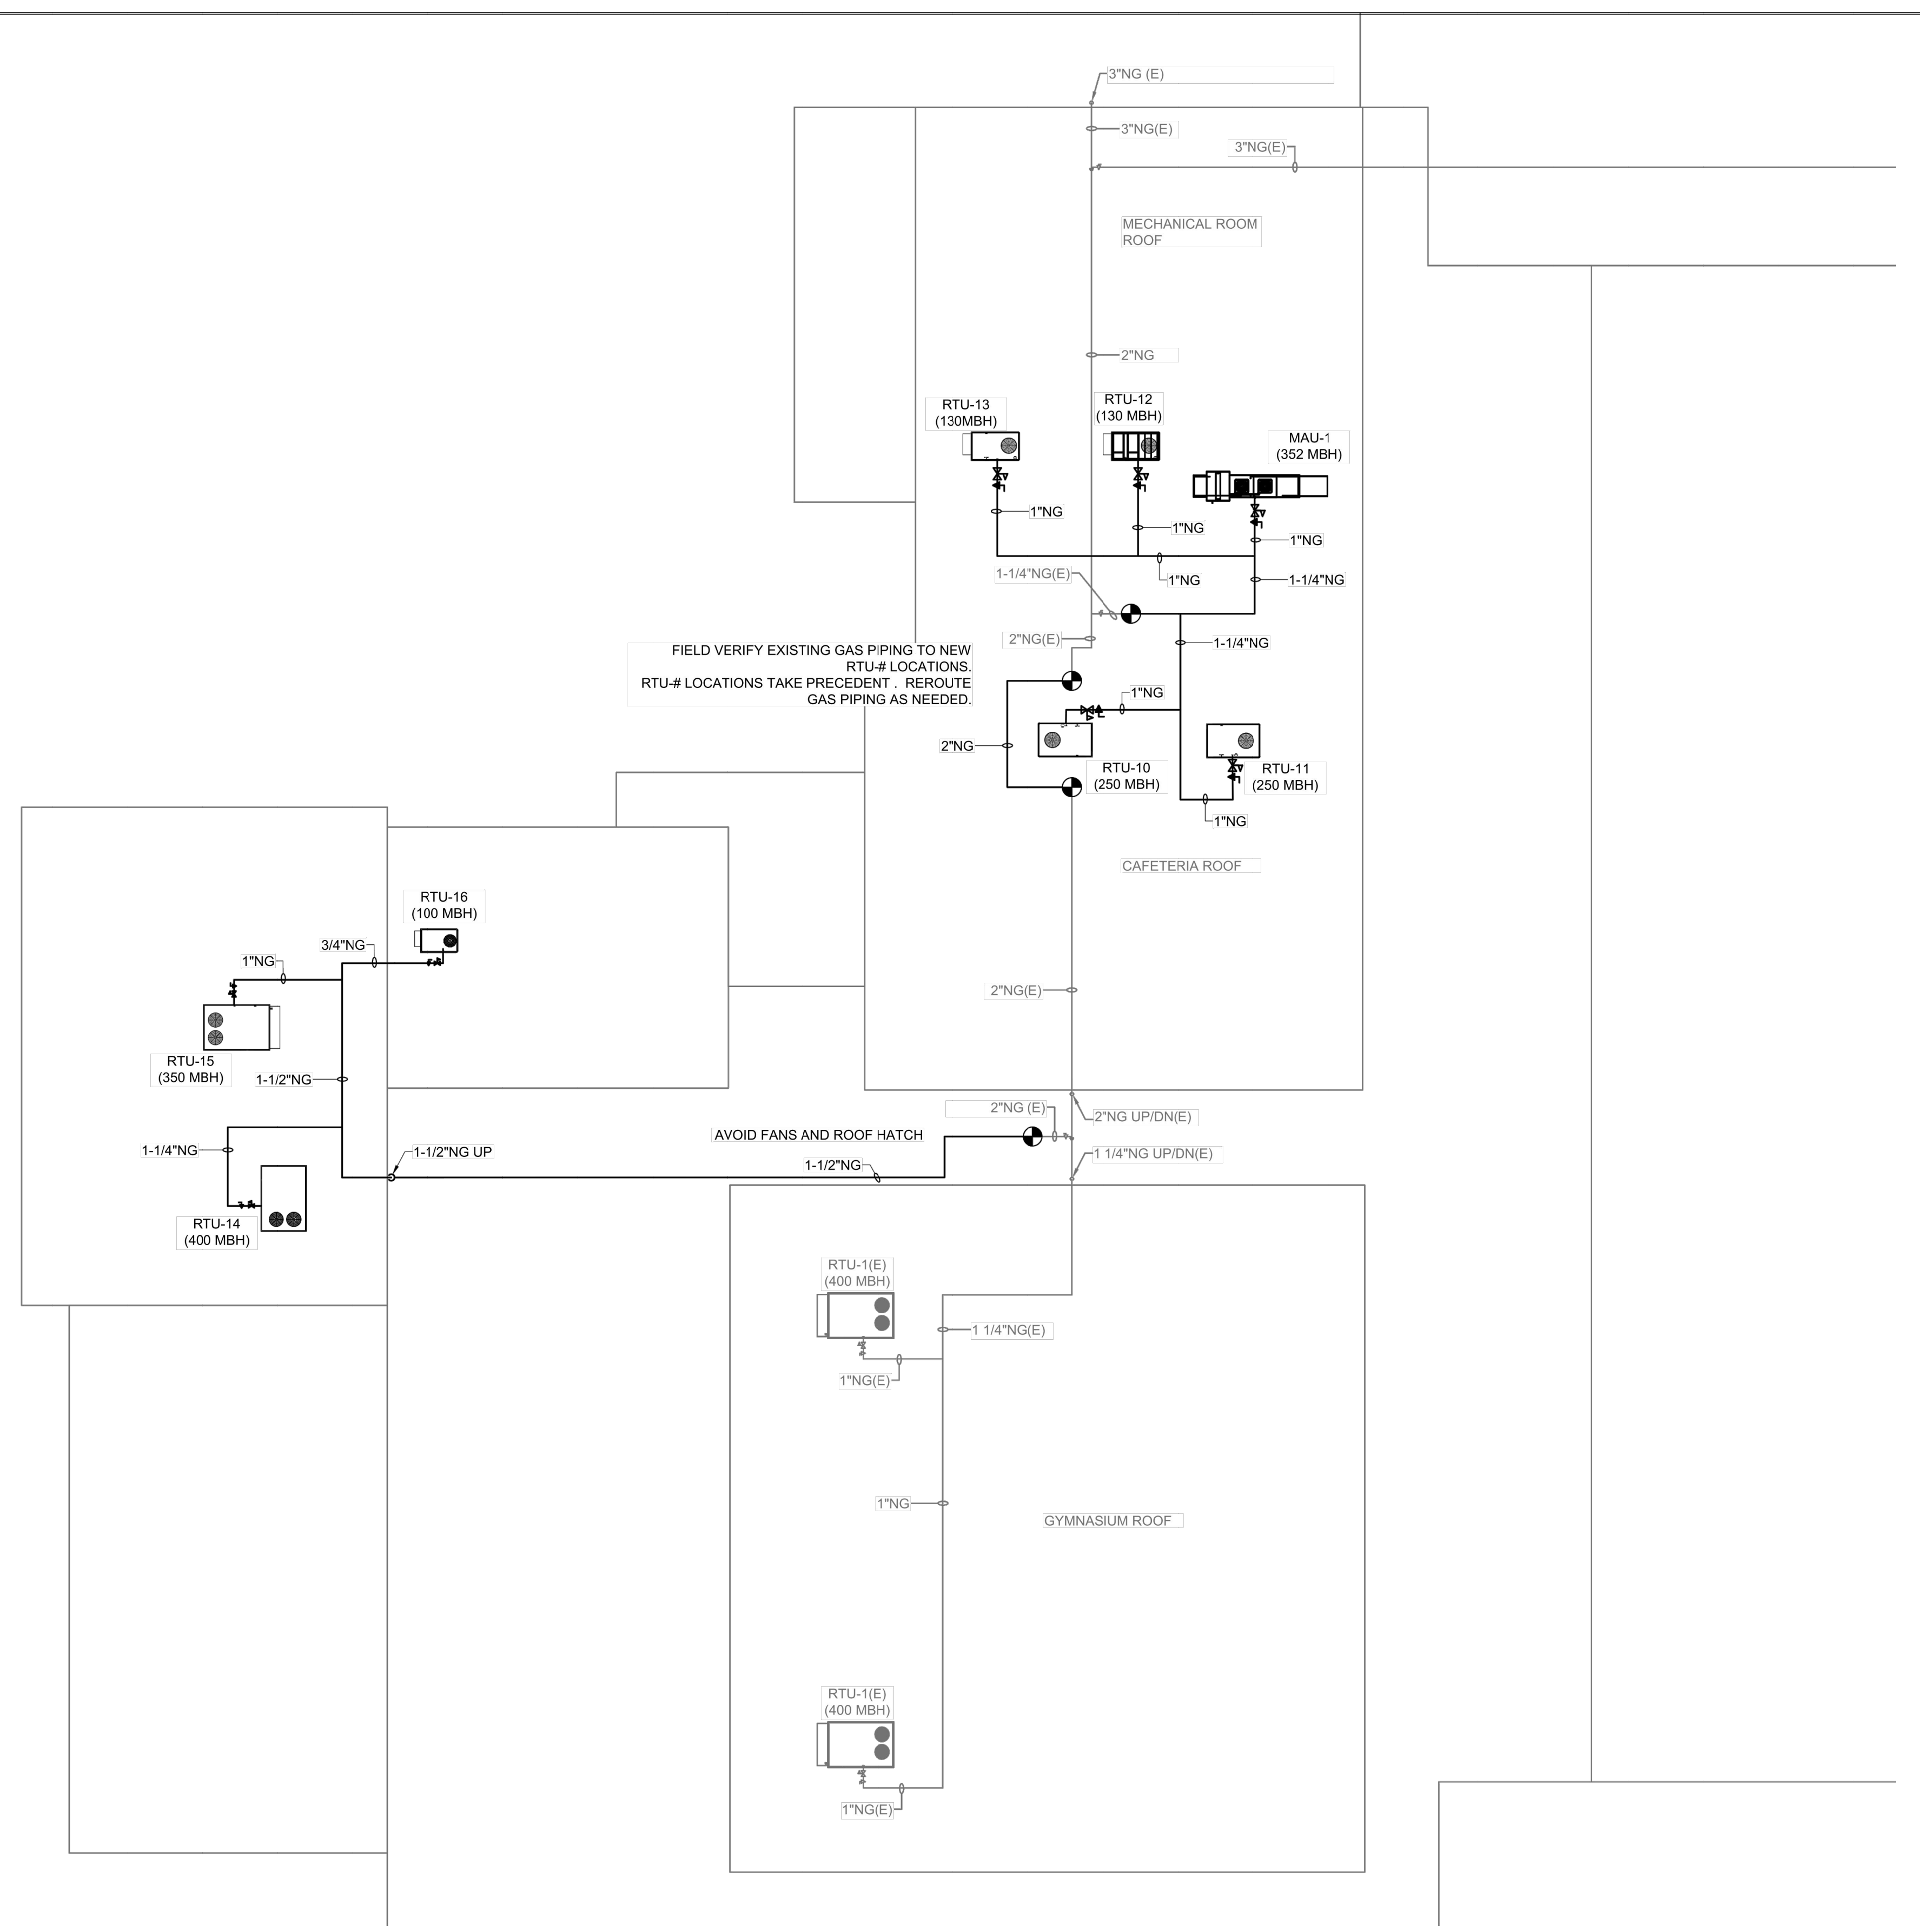 3"NG (E)
3"NG(E)
3"NG(E)
MECHANICAL ROOM
ROOF
2"NG
RTU-13
(130MBH)
RTU-12
(130 MBH)
MAU-1
(352 MBH)
1"NG
1"NG
1"NG
1-1/4"NG(E)
1"NG
1-1/4"NG
2"NG(E)
1-1/4"NG
FIELD VERIFY EXISTING GAS PIPING TO NEW
RTU-# LOCATIONS.
RTU-# LOCATIONS TAKE PRECEDENT . REROUTE
GAS PIPING AS NEEDED.
1"NG
2"NG
RTU-10
(250 MBH)
RTU-11
(250 MBH)
1"NG
CAFETERIA ROOF
RTU-16
(100 MBH)
3/4"NG
1"NG
2"NG(E)
RTU-15
(350 MBH)
1-1/2"NG
2"NG (E)
2"NG UP/DN(E)
AVOID FANS AND ROOF HATCH
1-1/4"NG
1-1/2"NG UP
1-1/2"NG
1 1/4"NG UP/DN(E)
RTU-14
(400 MBH)
RTU-1(E)
(400 MBH)
1 1/4"NG(E)
1"NG(E)
1"NG
GYMNASIUM ROOF
RTU-1(E)
(400 MBH)
1"NG(E)